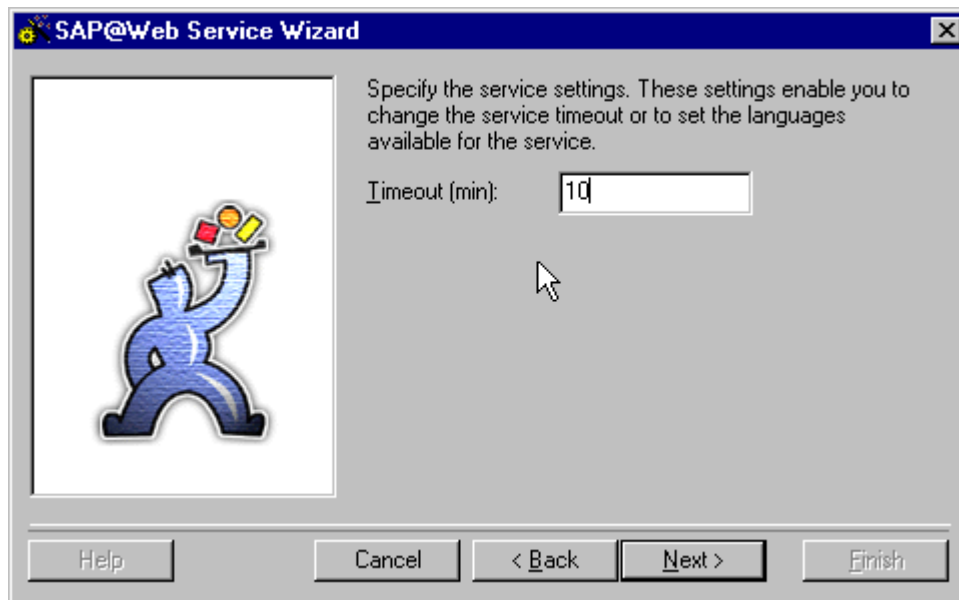 SAP@Web Service Wizard
Specify the service settings. These settings enable you to
change the service timeout or to set the languages
available for the service.
Timeout (min): 10
Help Cancel < Back Next > Finish